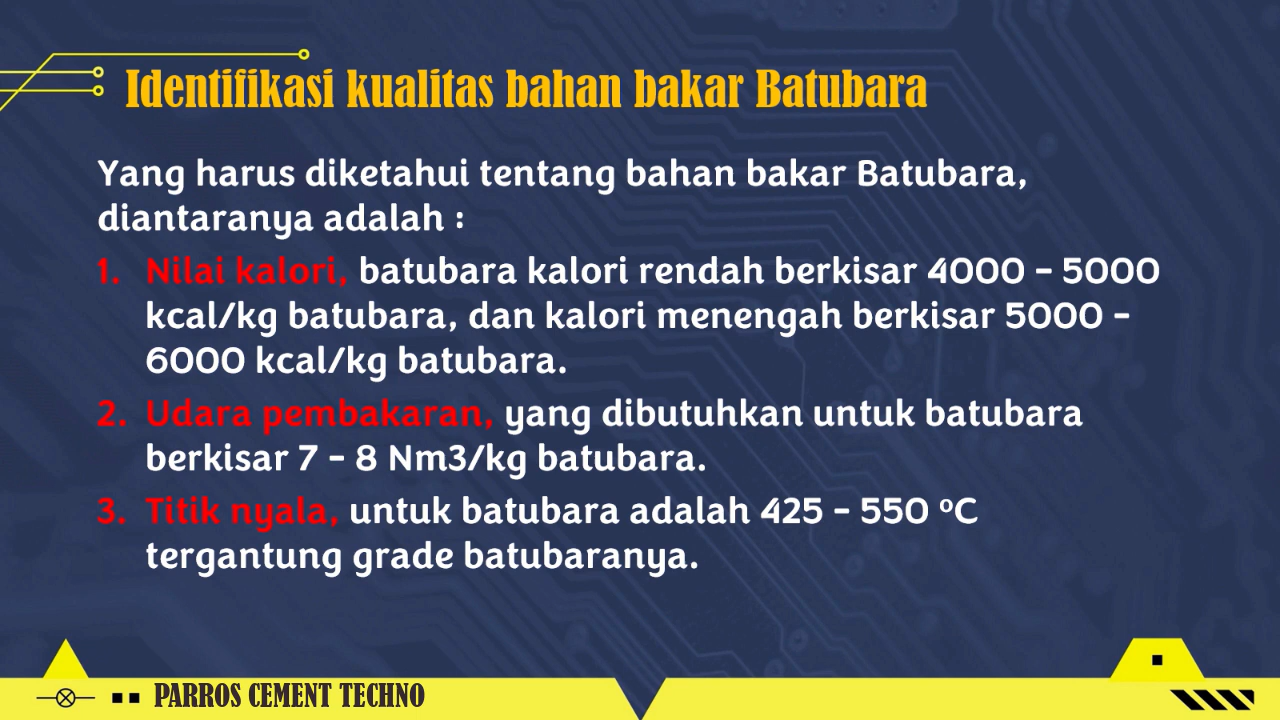 Identifikasi kualitas bahan bakar Batubara
Yang harus diketahui tentang bahan bakar Batubara,
diantaranya adalah :
1. Nilai kalori, batubara kalori rendah berkisar 4000 – 5000
kcal/kg batubara, dan kalori menengah berkisar 5000 –
6000 kcal/kg batubara.
2. Udara pembakaran, yang dibutuhkan untuk batubara
berkisar 7 – 8 Nm3/kg batubara.
3. Titik nyala, untuk batubara adalah 425 – 550 ºC
tergantung grade batubaranya.
PARROS CEMENT TECHNO